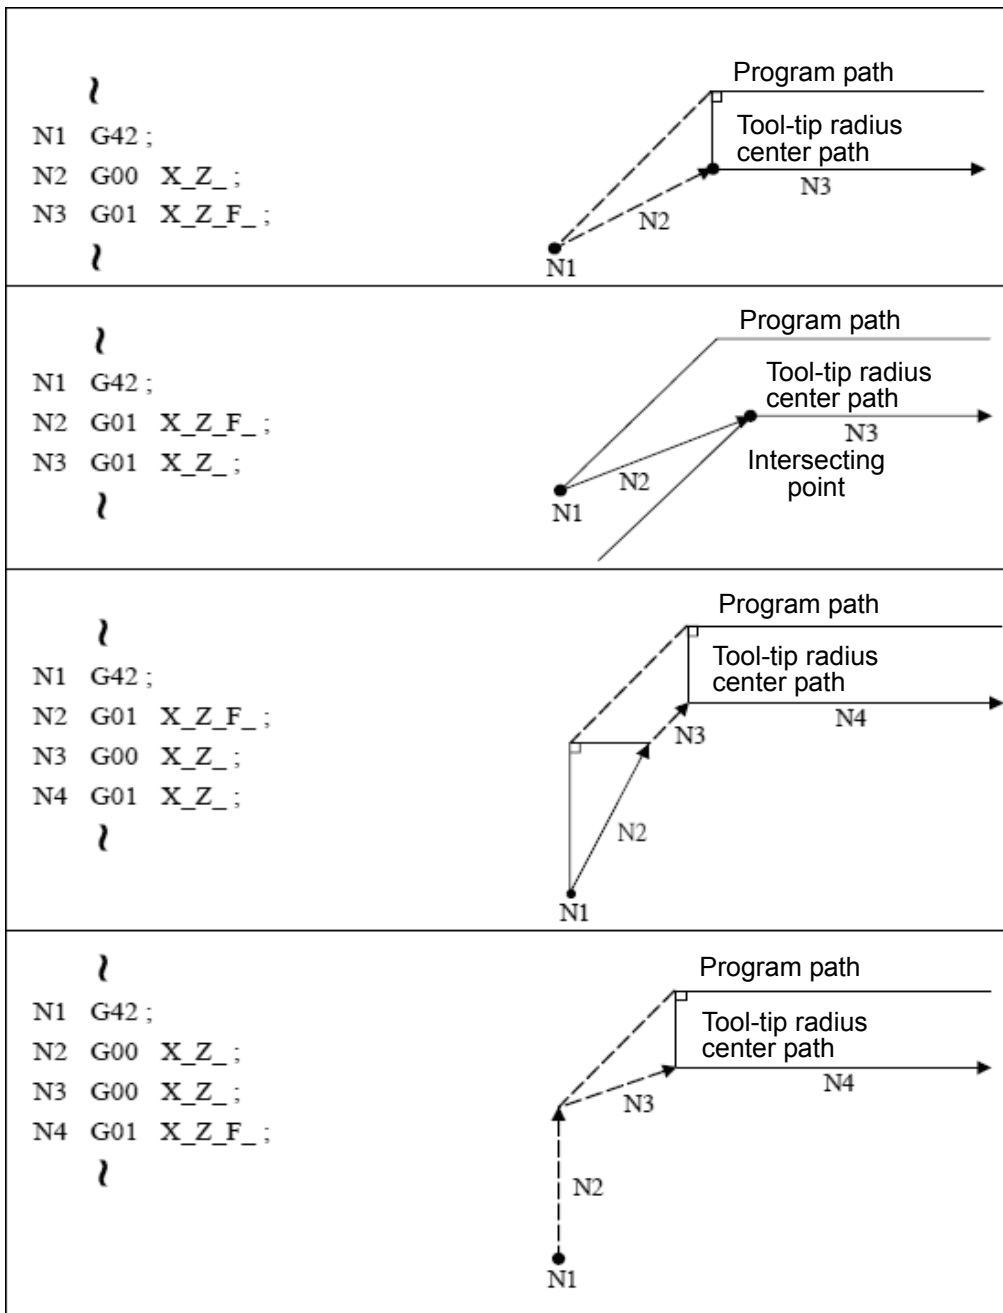 N1 G42 ;
N2 G00 X_Z_ ;
N3 G01 X_Z_F_ ;
Program path
Tool-tip radius
center path
N3
N2
N1
N1 G42 ;
N2 G01 X_Z_F_ ;
N3 G01 X_Z_ ;
Program path
Tool-tip radius
center path
N3
Intersecting
point
N2
N1
N1 G42 ;
N2 G01 X_Z_F_ ;
N3 G00 X_Z_ ;
N4 G01 X_Z_ ;
Program path
Tool-tip radius
center path
N4
N3
N2
N1
N1 G42 ;
N2 G00 X_Z_ ;
N3 G00 X_Z_ ;
N4 G01 X_Z_F_ ;
Program path
Tool-tip radius
center path
N4
N3
N2
N1